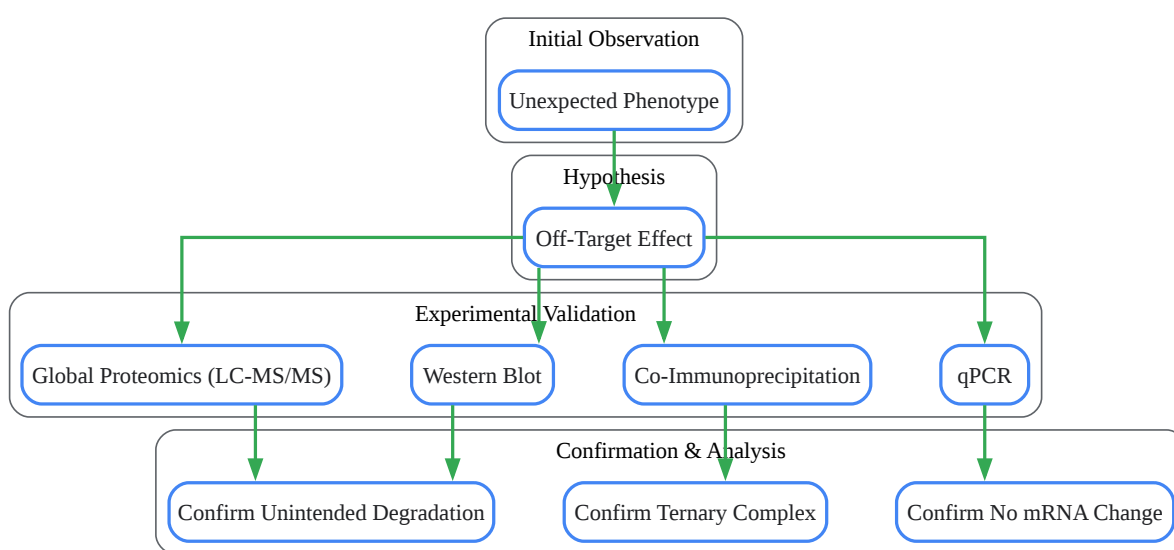 Initial Observation
Unexpected Phenotype
Hypothesis
Off-Target Effect
Experimental Validation
Global Proteomics (LC-MS/MS)
Western Blot
Co-Immunoprecipitation
qPCR
Confirmation & Analysis
Confirm Unintended Degradation
Confirm Ternary Complex
Confirm No mRNA Change